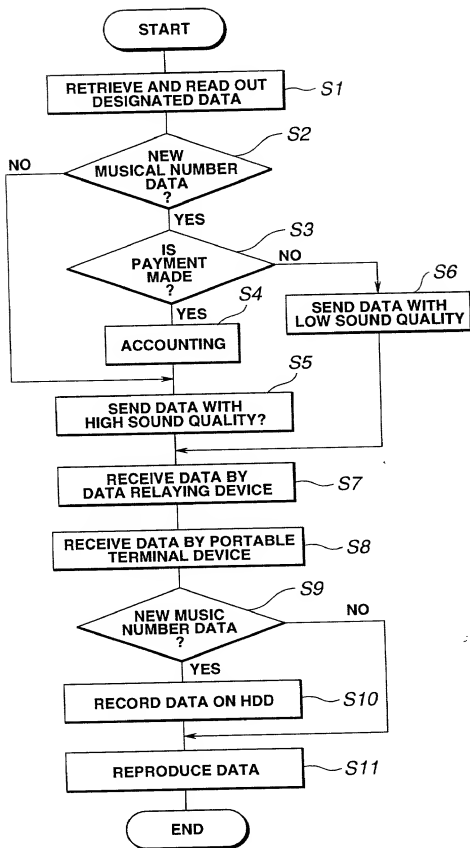 START
RETRIEVE AND READ OUT
DESIGNATED DATA
S1
S2
NO
NEW
MUSICAL NUMBER
DATA
?
YES
S3
IS
PAYMENT
MADE
?
NO
S6
YES
S4
SEND DATA WITH
LOW SOUND QUALITY
ACCOUNTING
S5
SEND DATA WITH
HIGH SOUND QUALITY?
RECEIVE DATA BY
DATA RELAYING DEVICE
S7
RECEIVE DATA BY PORTABLE
TERMINAL DEVICE
S8
S9
NEW MUSIC
NUMBER DATA
?
NO
YES
RECORD DATA ON HDD
S10
REPRODUCE DATA
S11
END